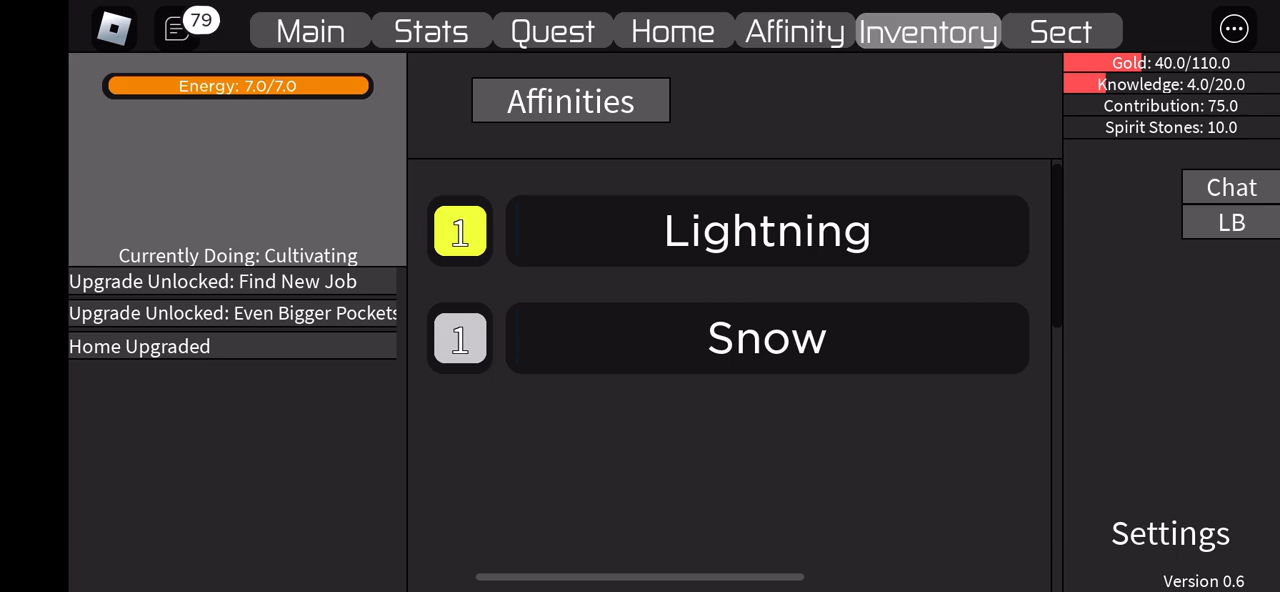 79
Main
Stats
Quest
Home
Affinity
Inventory
Sect
Energy: 7.0/7.0
Currently Doing: Cultivating
Upgrade Unlocked: Find New Job
Upgrade Unlocked: Even Bigger Pockets
Home Upgraded
Affinities
1
Lightning
1
Snow
Gold: 40.0/110.0
Knowledge: 4.0/20.0
Contribution: 75.0
Spirit Stones: 10.0
Chat
LB
Settings
Version 0.6